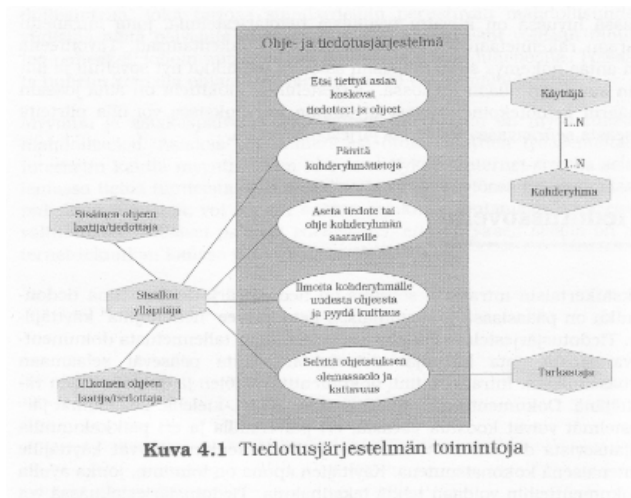 Ohje- ja tiedotusjärjestelmä
Etsi tiettyä asiaa
koskevat
tiedotteet ja ohjeet
Käyttäjä
1..N
Päivitä
kohderyhmätietoja
1..N
Kohderyhmä
Sisäinen ohjeen
laatija/tiedottaja
Aseta tiedote tai
ohje kohderyhmän
saataville
Sisällön
ylläpitäjä
Ilmoita kohderyhmälle
uudesta ohjeesta
ja pyydä kuittaus
Ulkoinen ohjeen
laatija/tiedottaja
Selvitä ohjeistuksen
olemassaolo ja
kattavuus
Tarkastaja
Kuva 4.1 Tiedotusjärjestelmän toimintoja